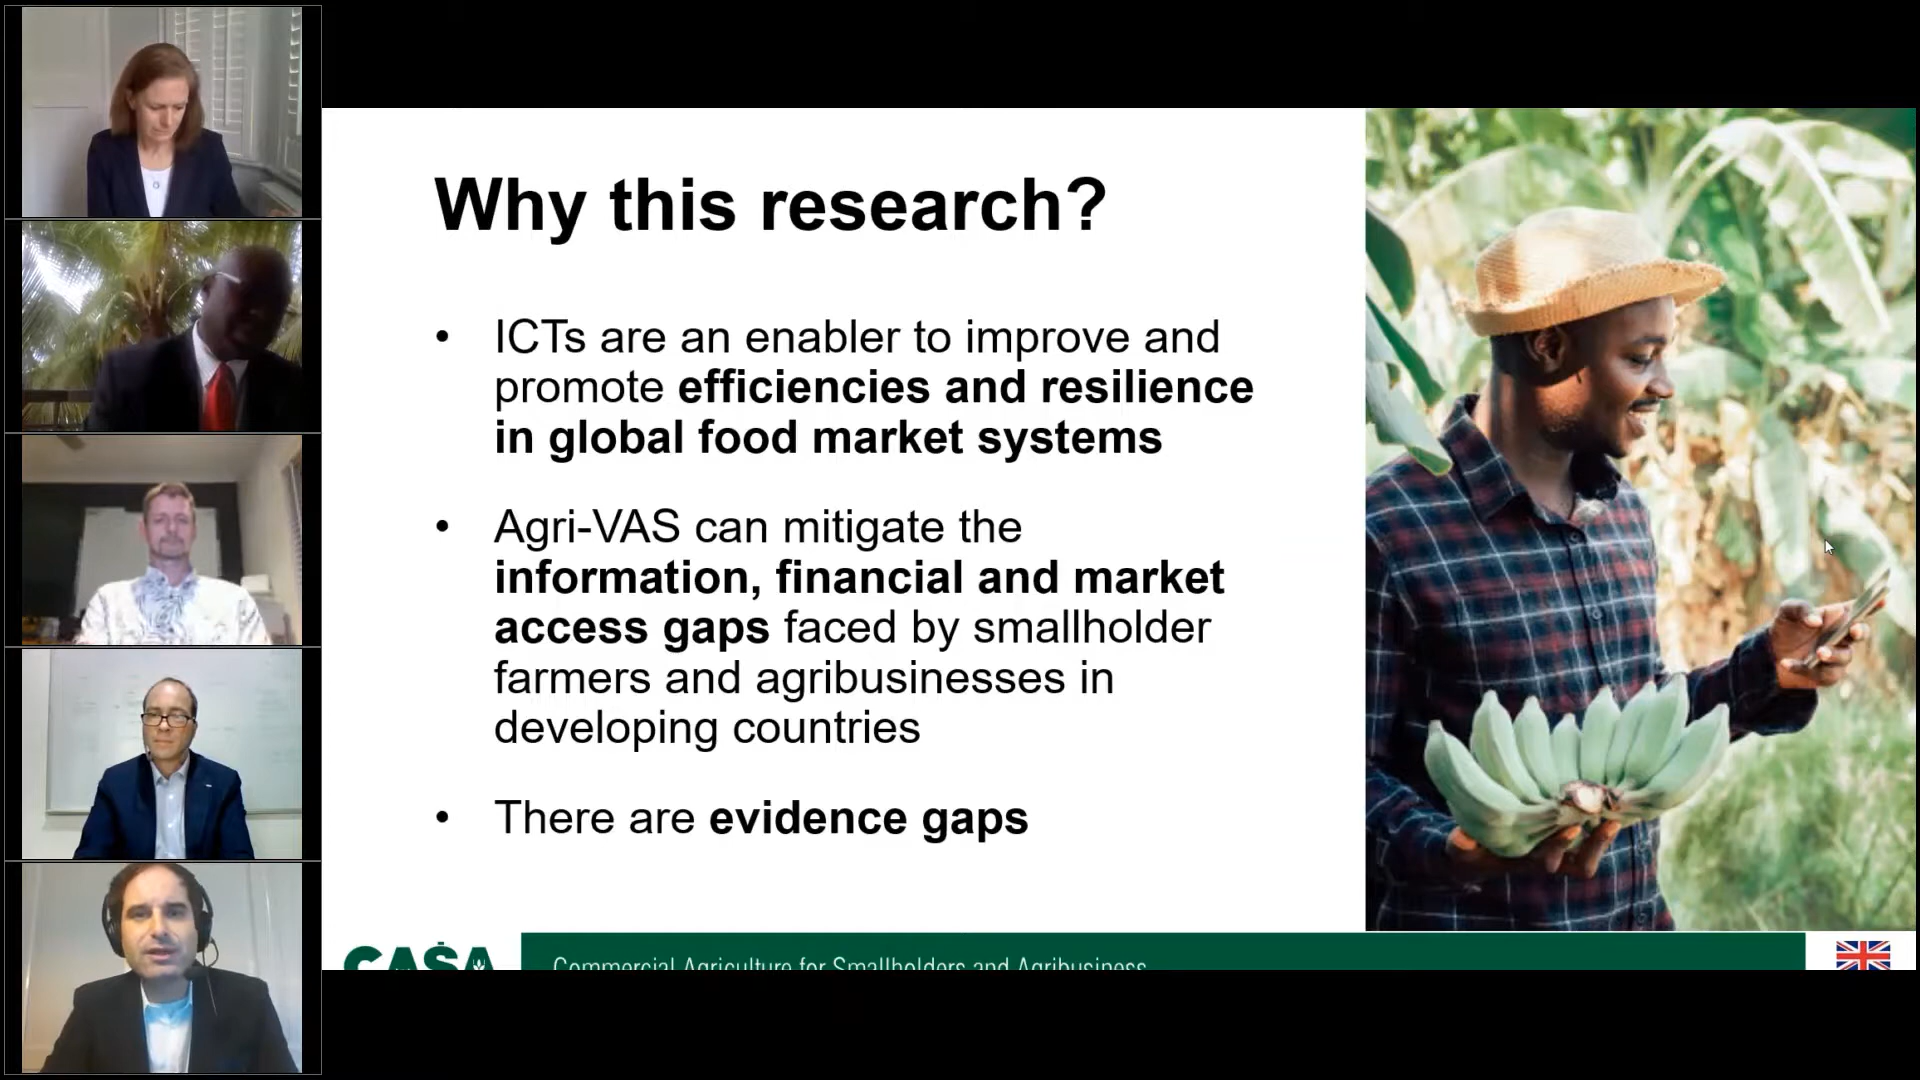 Why this research?
• ICTs are an enabler to improve and
promote efficiencies and resilience
in global food market systems
• Agri-VAS can mitigate the
information, financial and market
access gaps faced by smallholder
farmers and agribusinesses in
developing countries
• There are evidence gaps
CASA
Commercial Agriculture for Smallholders and Agribusiness